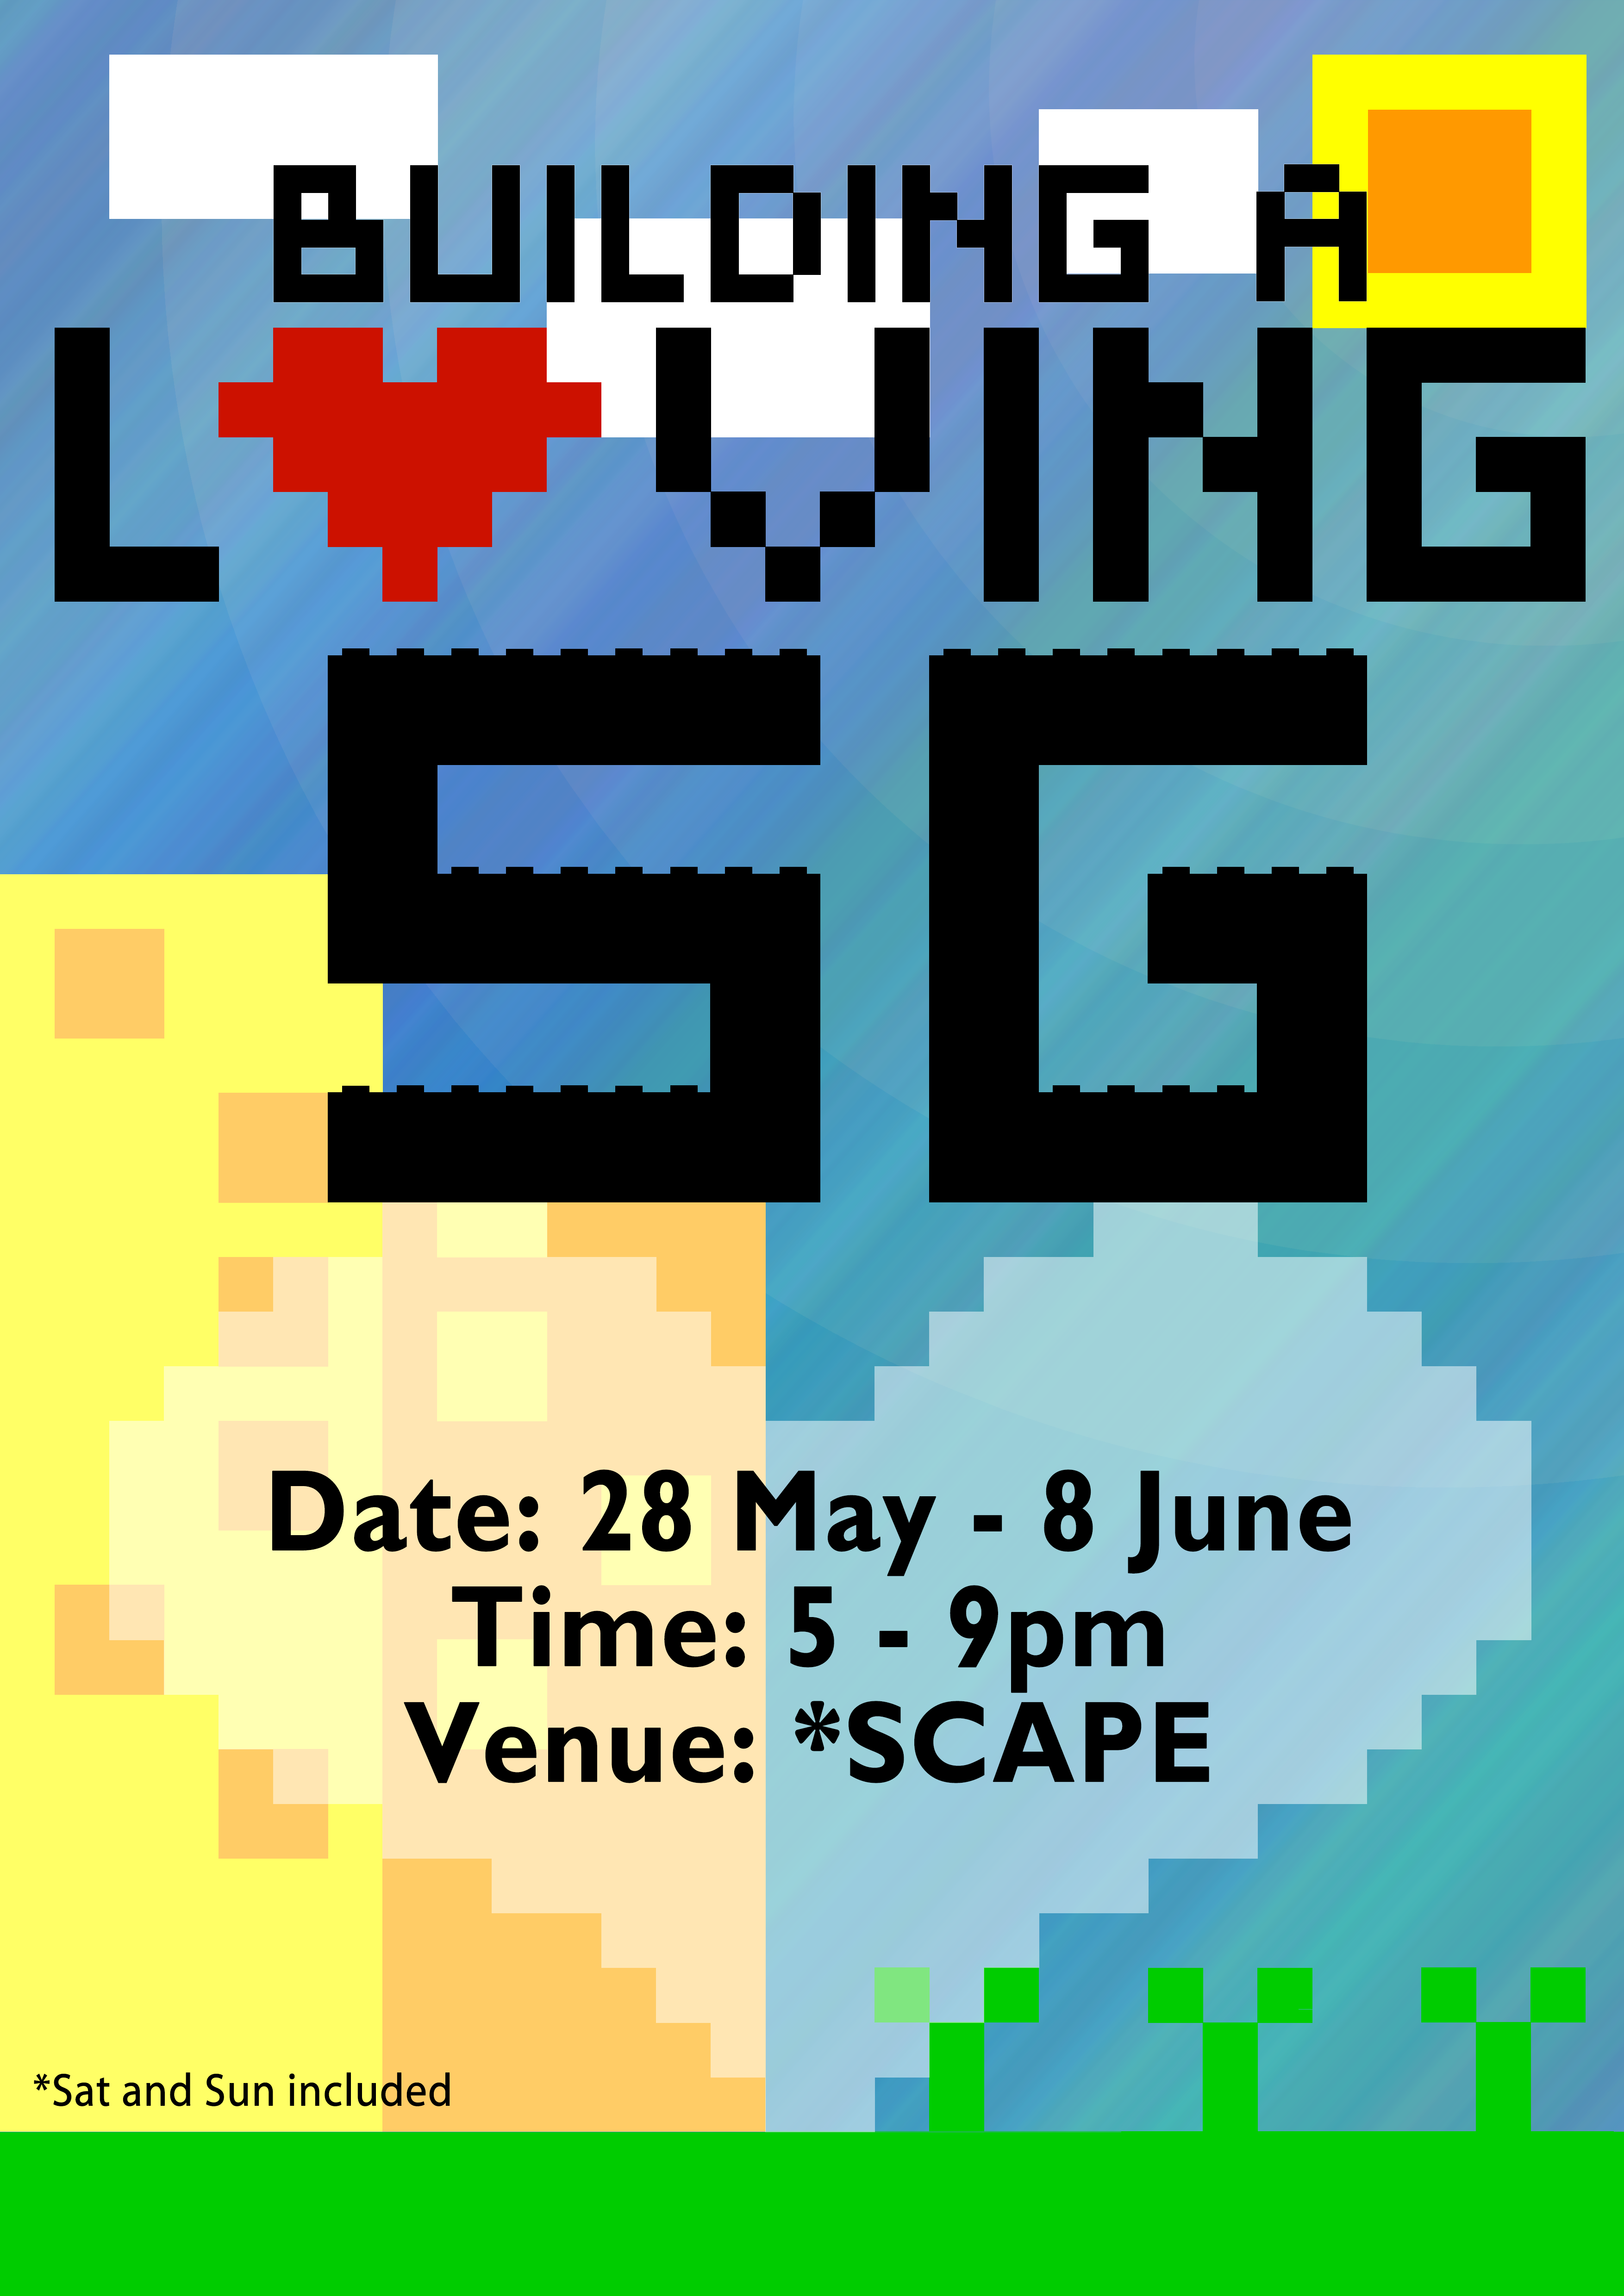 BUILDING A
L❤VING
SG
Date: 28 May - 8 June
Time: 5 - 9pm
Venue: *SCAPE
*Sat and Sun included